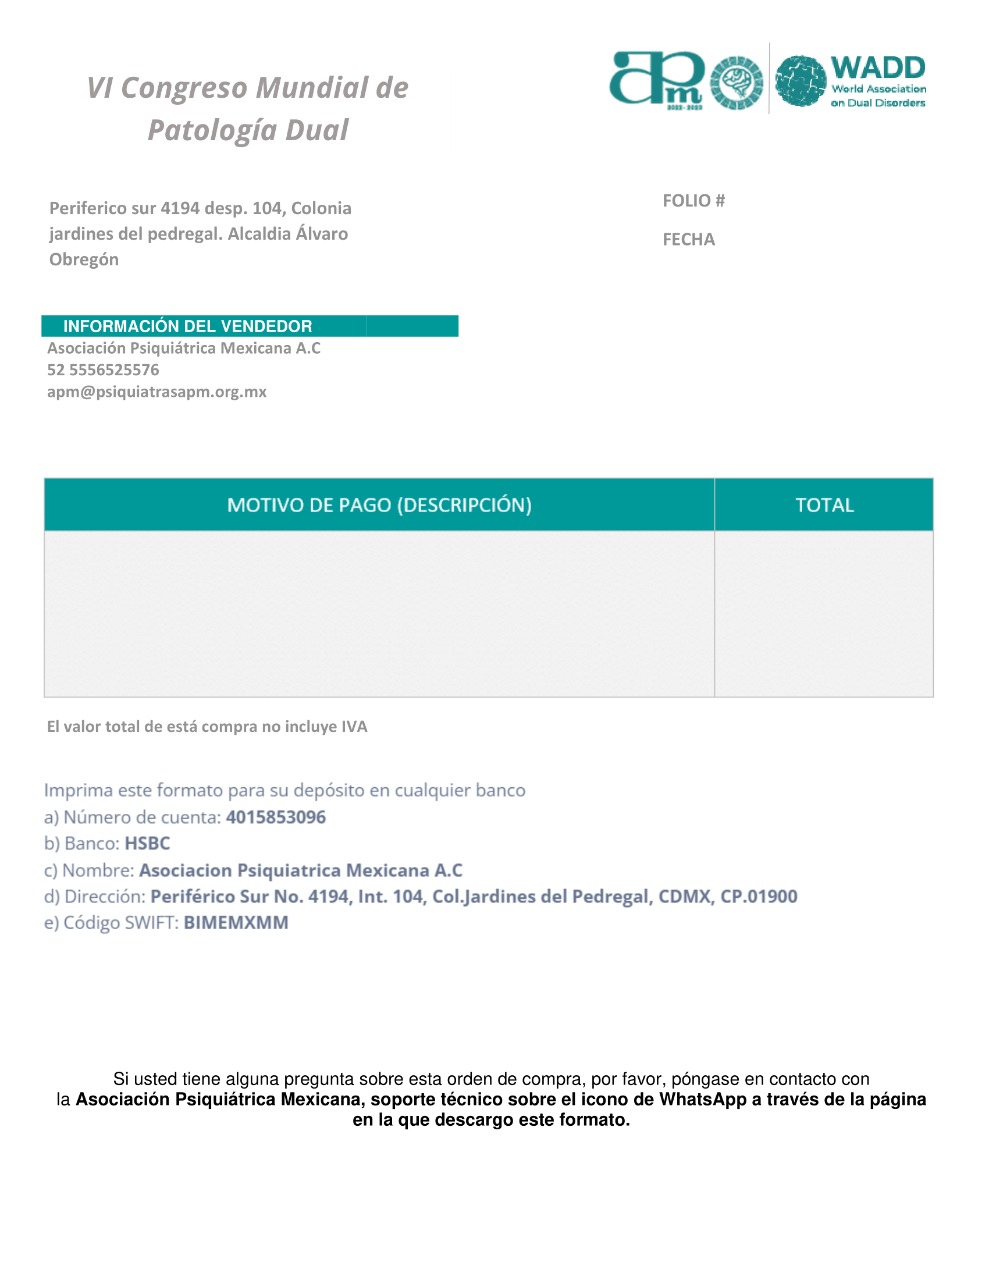 VI Congreso Mundial de
Patología Dual
apm
2022 - 2023
WADD
World Association
on Dual Disorders
Periferico sur 4194 desp. 104, Colonia
jardines del pedregal. Alcaldia Álvaro
Obregón
FOLIO #
FECHA
INFORMACIÓN DEL VENDEDOR
Asociación Psiquiátrica Mexicana A.C
52 5556525576
apm@psiquiatrasapm.org.mx
MOTIVO DE PAGO (DESCRIPCIÓN)
TOTAL
El valor total de está compra no incluye IVA
Imprima este formato para su depósito en cualquier banco
a) Número de cuenta: 4015853096
b) Banco: HSBC
c) Nombre: Asociacion Psiquiatrica Mexicana A.C
d) Dirección: Periférico Sur No. 4194, Int. 104, Col.Jardines del Pedregal, CDMX, CP.01900
e) Código SWIFT: BIMEMXMM
Si usted tiene alguna pregunta sobre esta orden de compra, por favor, póngase en contacto con
la Asociación Psiquiátrica Mexicana, soporte técnico sobre el icono de WhatsApp a través de la página
en la que descargo este formato.